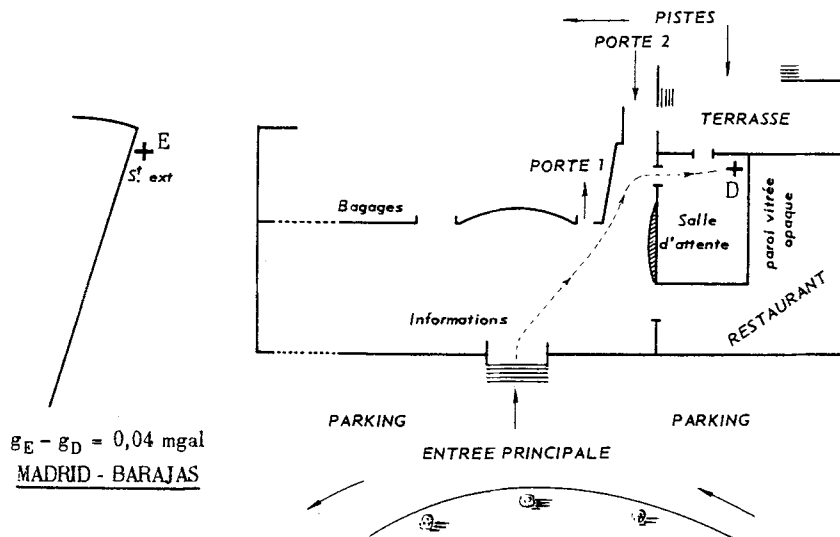 PISTES
PORTE 2
TERRASSE
E
St. ext
PORTE 1
D
Bagages
Salle
d'attente
paroi vitrée
opaque
Informations
RESTAURANT
PARKING
PARKING
g_E - g_D = 0,04 mgal
ENTREE PRINCIPALE
MADRID - BARAJAS